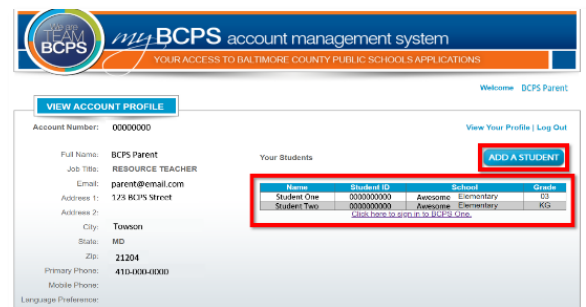 We are
TEAM
BCPS
my BCPS account management system
YOUR ACCESS TO BALTIMORE COUNTY PUBLIC SCHOOLS APPLICATIONS
Welcome BCPS Parent
VIEW ACCOUNT PROFILE
Account Number: 00000000
View Your Profile | Log Out
Full Name: BCPS Parent
Your Students
ADD A STUDENT
Job Title: RESOURCE TEACHER
Email: parent@email.com
Address 1: 123 BCPS Street
Address 2:
City: Towson
State: MD
Zip: 21204
Primary Phone: 410-000-0000
Mobile Phone:
Language Preference:
Name Student ID School Grade
Student One 0000000000 Awesome Elementary 03
Student Two 0000000000 Awesome Elementary KG
Click here to sign in to BCPS One.